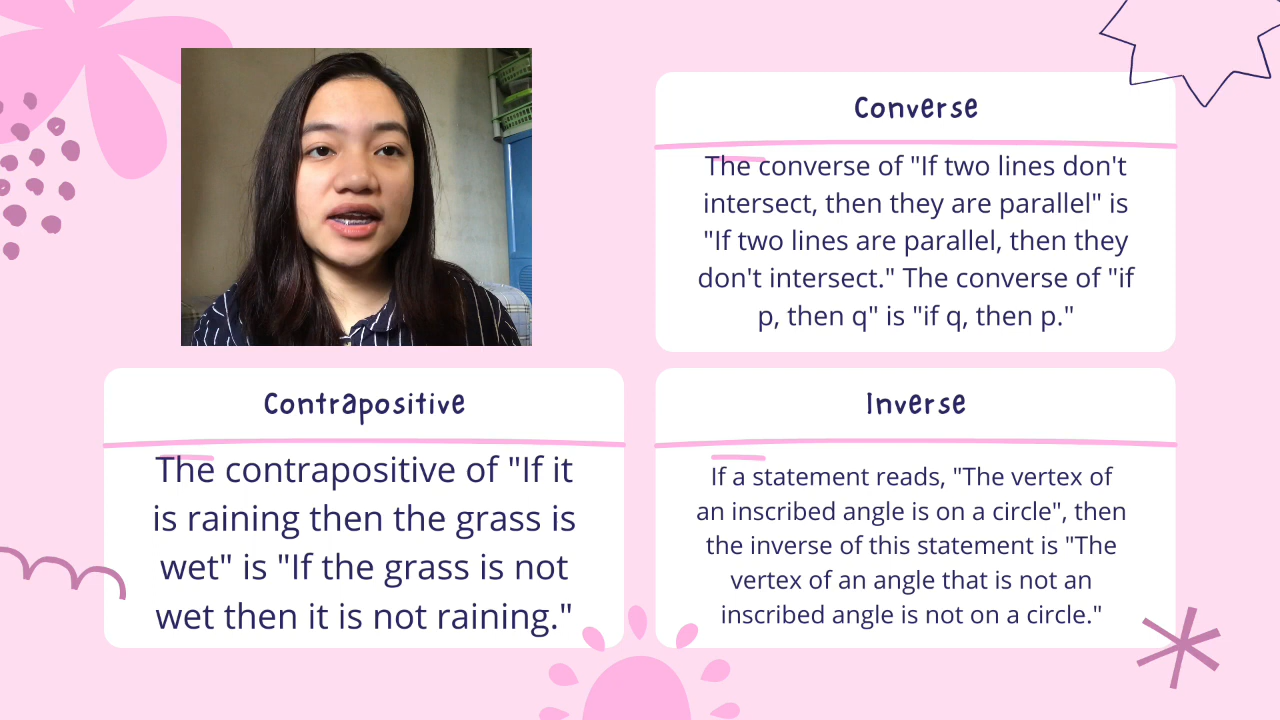 Converse
The converse of "If two lines don't
intersect, then they are parallel" is
"If two lines are parallel, then they
don't intersect." The converse of "if
p, then q" is "if q, then p."
Contrapositive
The contrapositive of "If it
is raining then the grass is
wet" is "If the grass is not
wet then it is not raining."
Inverse
If a statement reads, "The vertex of
an inscribed angle is on a circle", then
the inverse of this statement is "The
vertex of an angle that is not an
inscribed angle is not on a circle."